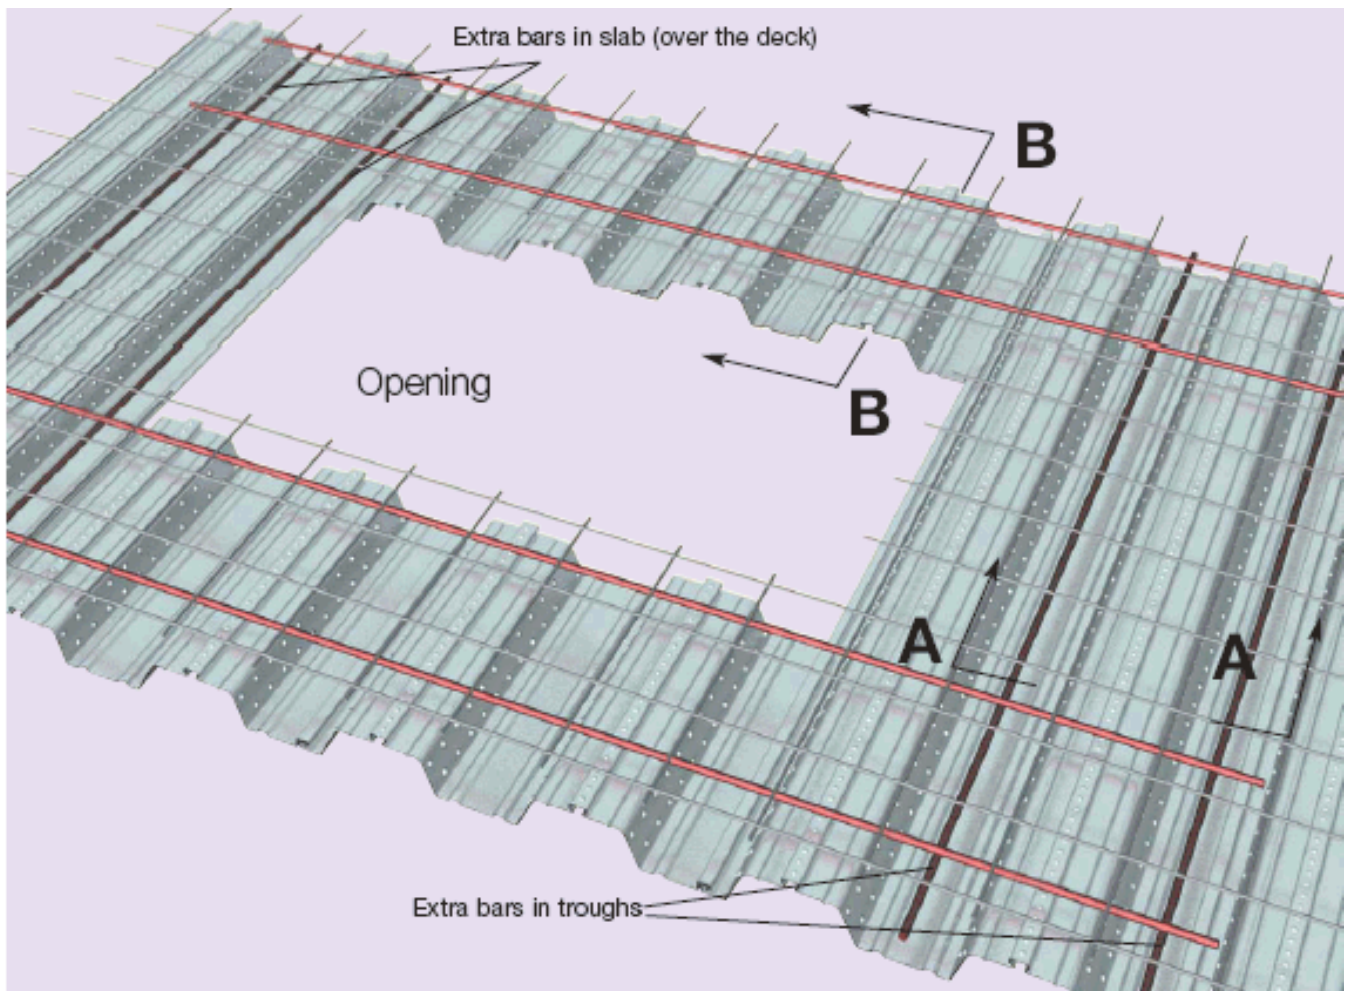 Extra bars in slab (over the deck)
B
Opening
B
A
A
Extra bars in troughs